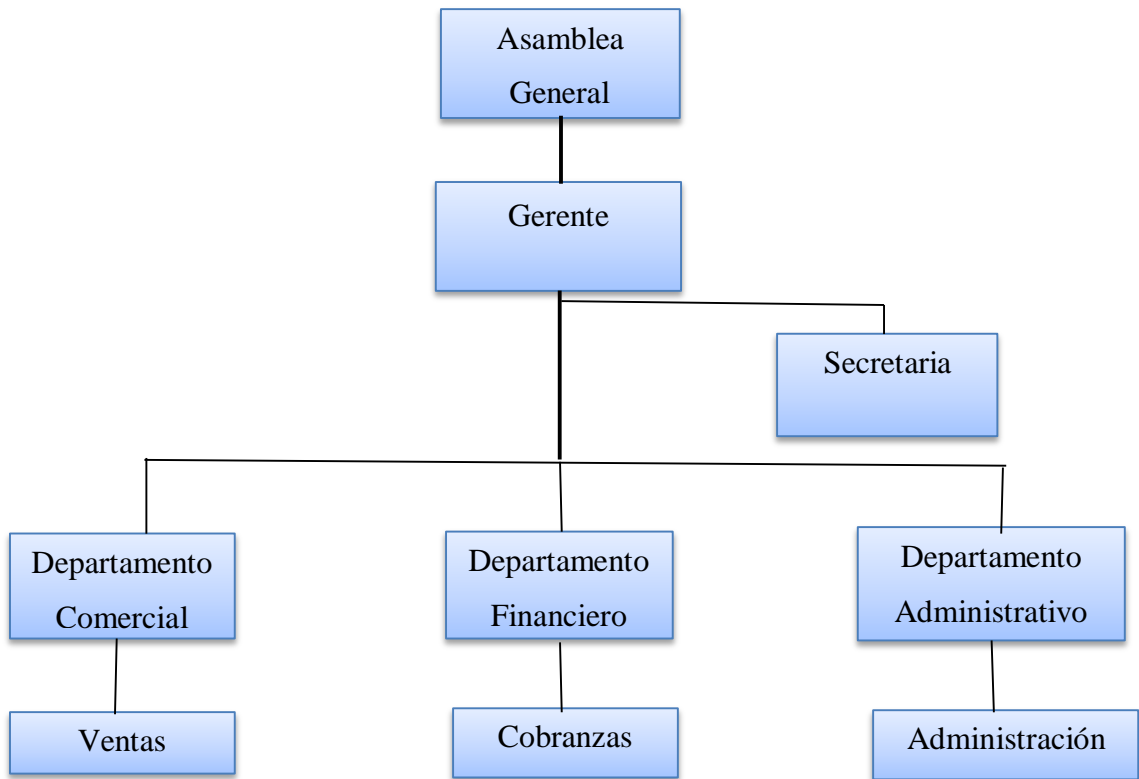 Asamblea
General
Gerente
Secretaria
Departamento
Comercial
Departamento
Financiero
Departamento
Administrativo
Ventas
Cobranzas
Administración